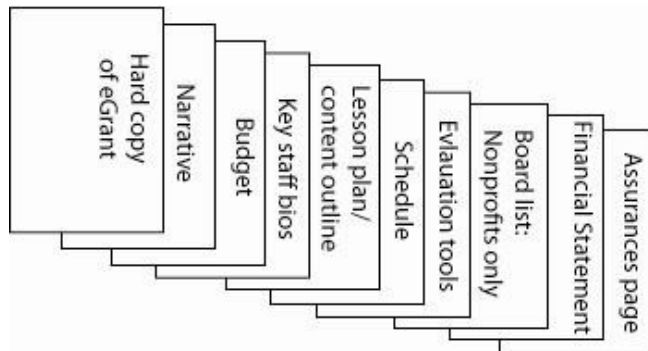 Hard copy
of eGrant
Narrative
Budget
Key staff bios
Lesson plan/
content outline
Schedule
Evlauation tools
Board list:
Nonprofits only
Financial Statement
Assurances page